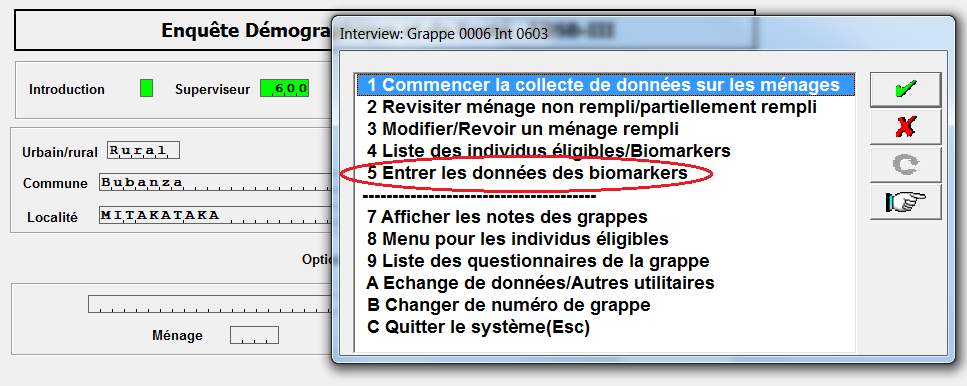 Enquête Démogra
Interview: Grappe 0006 Int 0603
Introduction
Superviseur 600
Urbain/rural Rural
Commune Bubanza
Localité MITAKATAKA
Optio
Ménage
1 Commencer la collecte de données sur les ménages
2 Revisiter ménage non rempli/partiellement rempli
3 Modifier/Revoir un ménage rempli
4 Liste des individus éligibles/Biomarkers
5 Entrer les données des biomarkers
------------------------------------
7 Afficher les notes des grappes
8 Menu pour les individus éligibles
9 Liste des questionnaires de la grappe
A Echange de données/Autres utilitaires
B Changer de numéro de grappe
C Quitter le système(Esc)